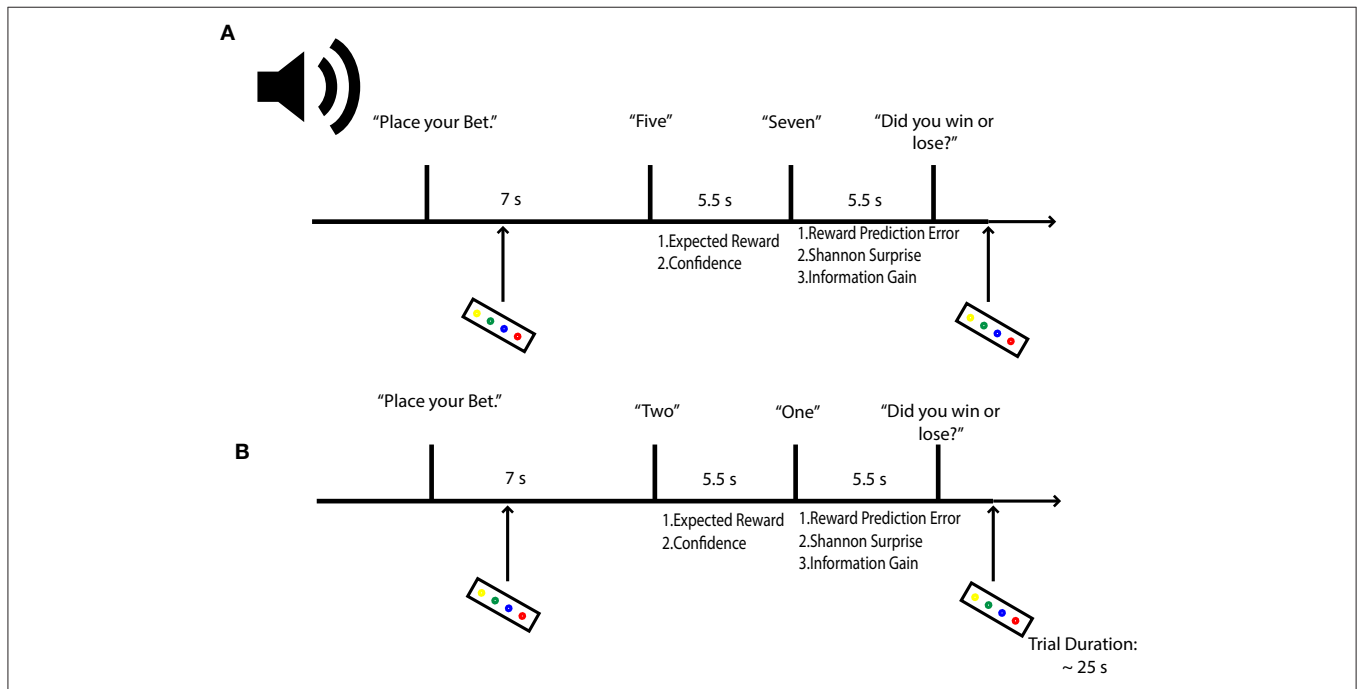 A
“Place your Bet.”
“Five”
“Seven”
“Did you win or
lose?”
7 s
5.5 s
5.5 s
1.Expected Reward
2.Confidence
1.Reward Prediction Error
2.Shannon Surprise
3.Information Gain
B
“Place your Bet.”
“Two”
“One”
“Did you win or
lose?”
7 s
5.5 s
5.5 s
1.Expected Reward
2.Confidence
1.Reward Prediction Error
2.Shannon Surprise
3.Information Gain
Trial Duration:
~ 25 s